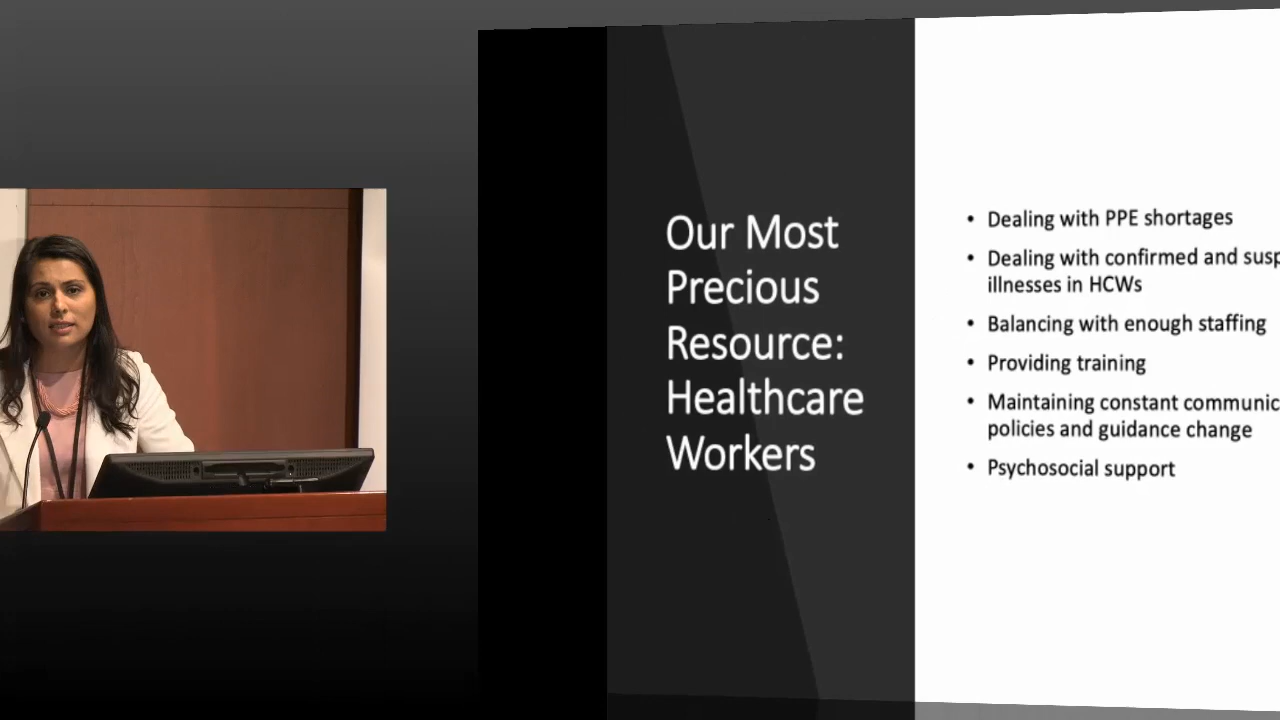 Our Most
Precious
Resource:
Healthcare
Workers
• Dealing with PPE shortages
• Dealing with confirmed and
illnesses in HCWs
• Balancing with enough staffing
• Providing training
• Maintaining constant
policies and guidance change
• Psychosocial support